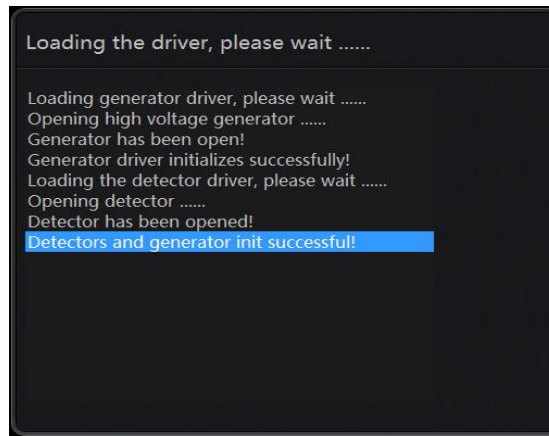 Loading the driver, please wait ......
Loading generator driver, please wait ......
Opening high voltage generator ......
Generator has been open!
Generator driver initializes successfully!
Loading the detector driver, please wait ......
Opening detector ......
Detector has been opened!
Detectors and generator init successful!